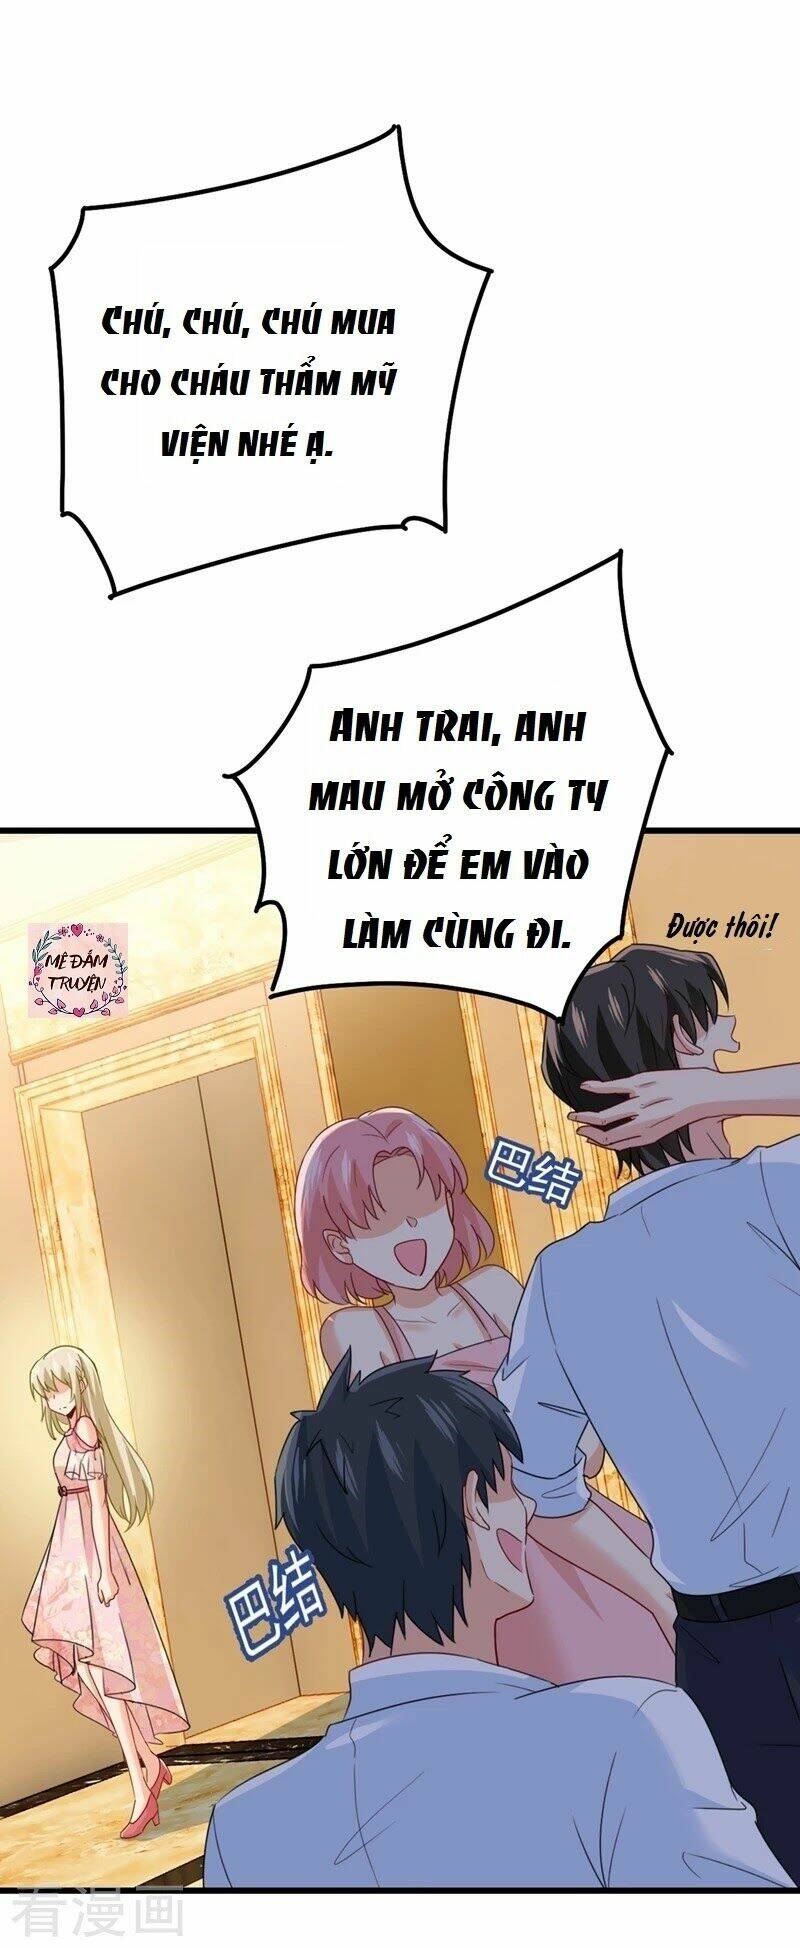 CHÚ, CHÚ, CHÚ MUA
CHO CHÁU THẨM MỸ
VIỆN NHÉ Ạ.
ANH TRAI, ANH
MAU MỞ CÔNG TY
LỚN ĐỂ EM VÀO
LÀM CÙNG ĐI.
Được thôi!
MÊ ĐẮM
TRUYỆN
巴结
巴结
看漫画